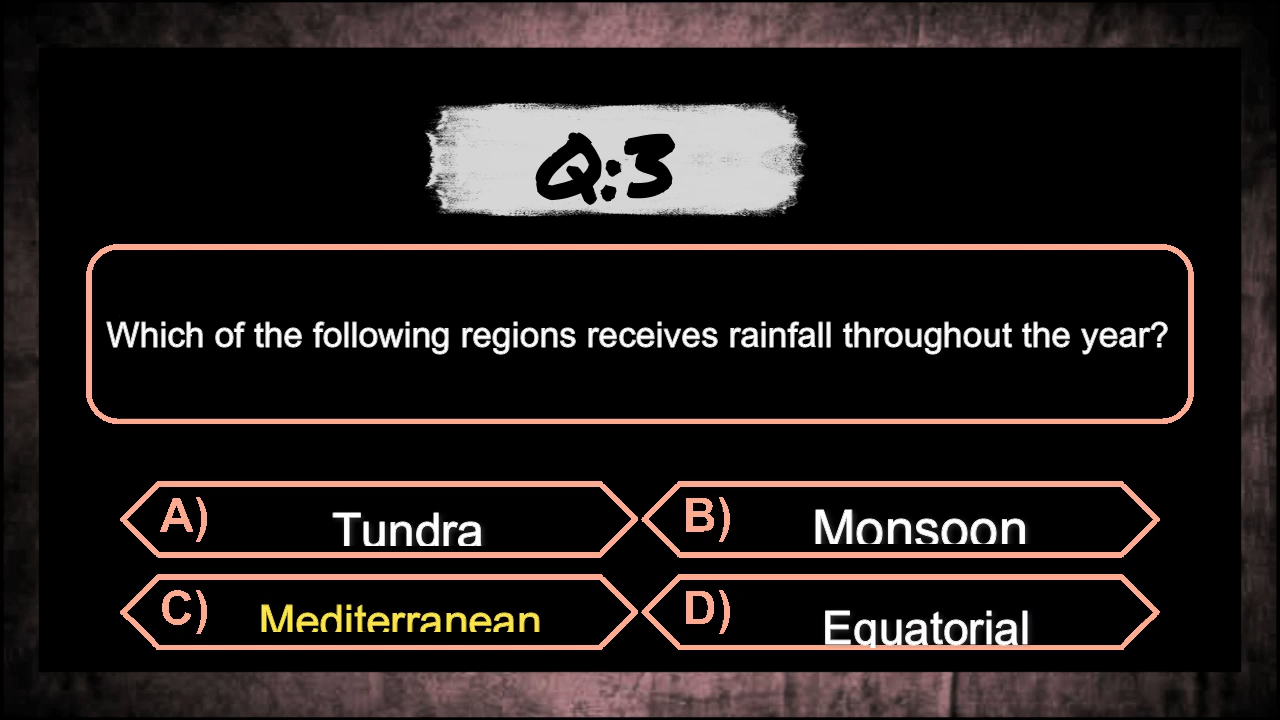 Q:3
Which of the following regions receives rainfall throughout the year?
A) Tundra
B) Monsoon
C) Mediterranean
D) Equatorial